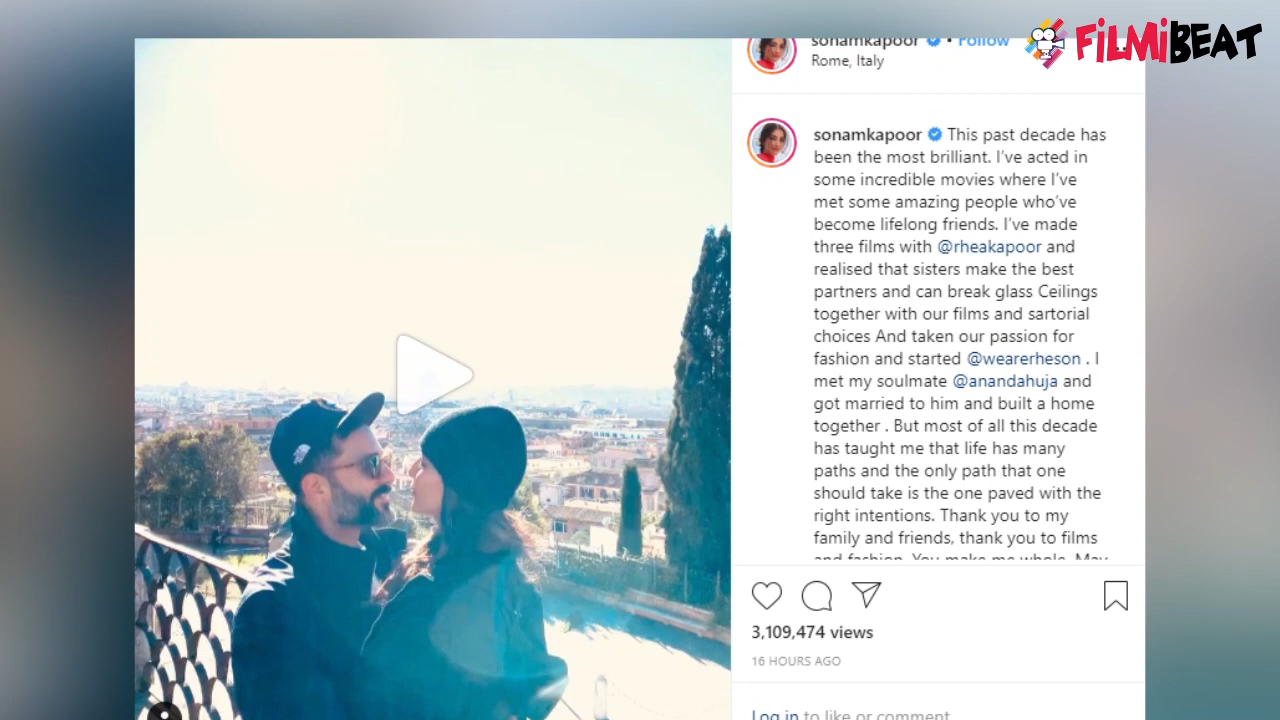 FILMIBEAT
sonamkapoor • Follow
Rome, Italy
sonamkapoor This past decade has
been the most brilliant. I've acted in
some incredible movies where I've
met some amazing people who've
become lifelong friends. I've made
three films with @rheakapoor and
realised that sisters make the best
partners and can break glass Ceilings
together with our films and sartorial
choices And taken our passion for
fashion and started @wearerheson . I
met my soulmate @anandahuja and
got married to him and built a home
together . But most of all this decade
has taught me that life has many
paths and the only path that one
should take is the one paved with the
right intentions. Thank you to my
family and friends, thank you to films
and fashion. You make me whole. May
3,109,474 views
16 HOURS AGO
Log in to like or comment